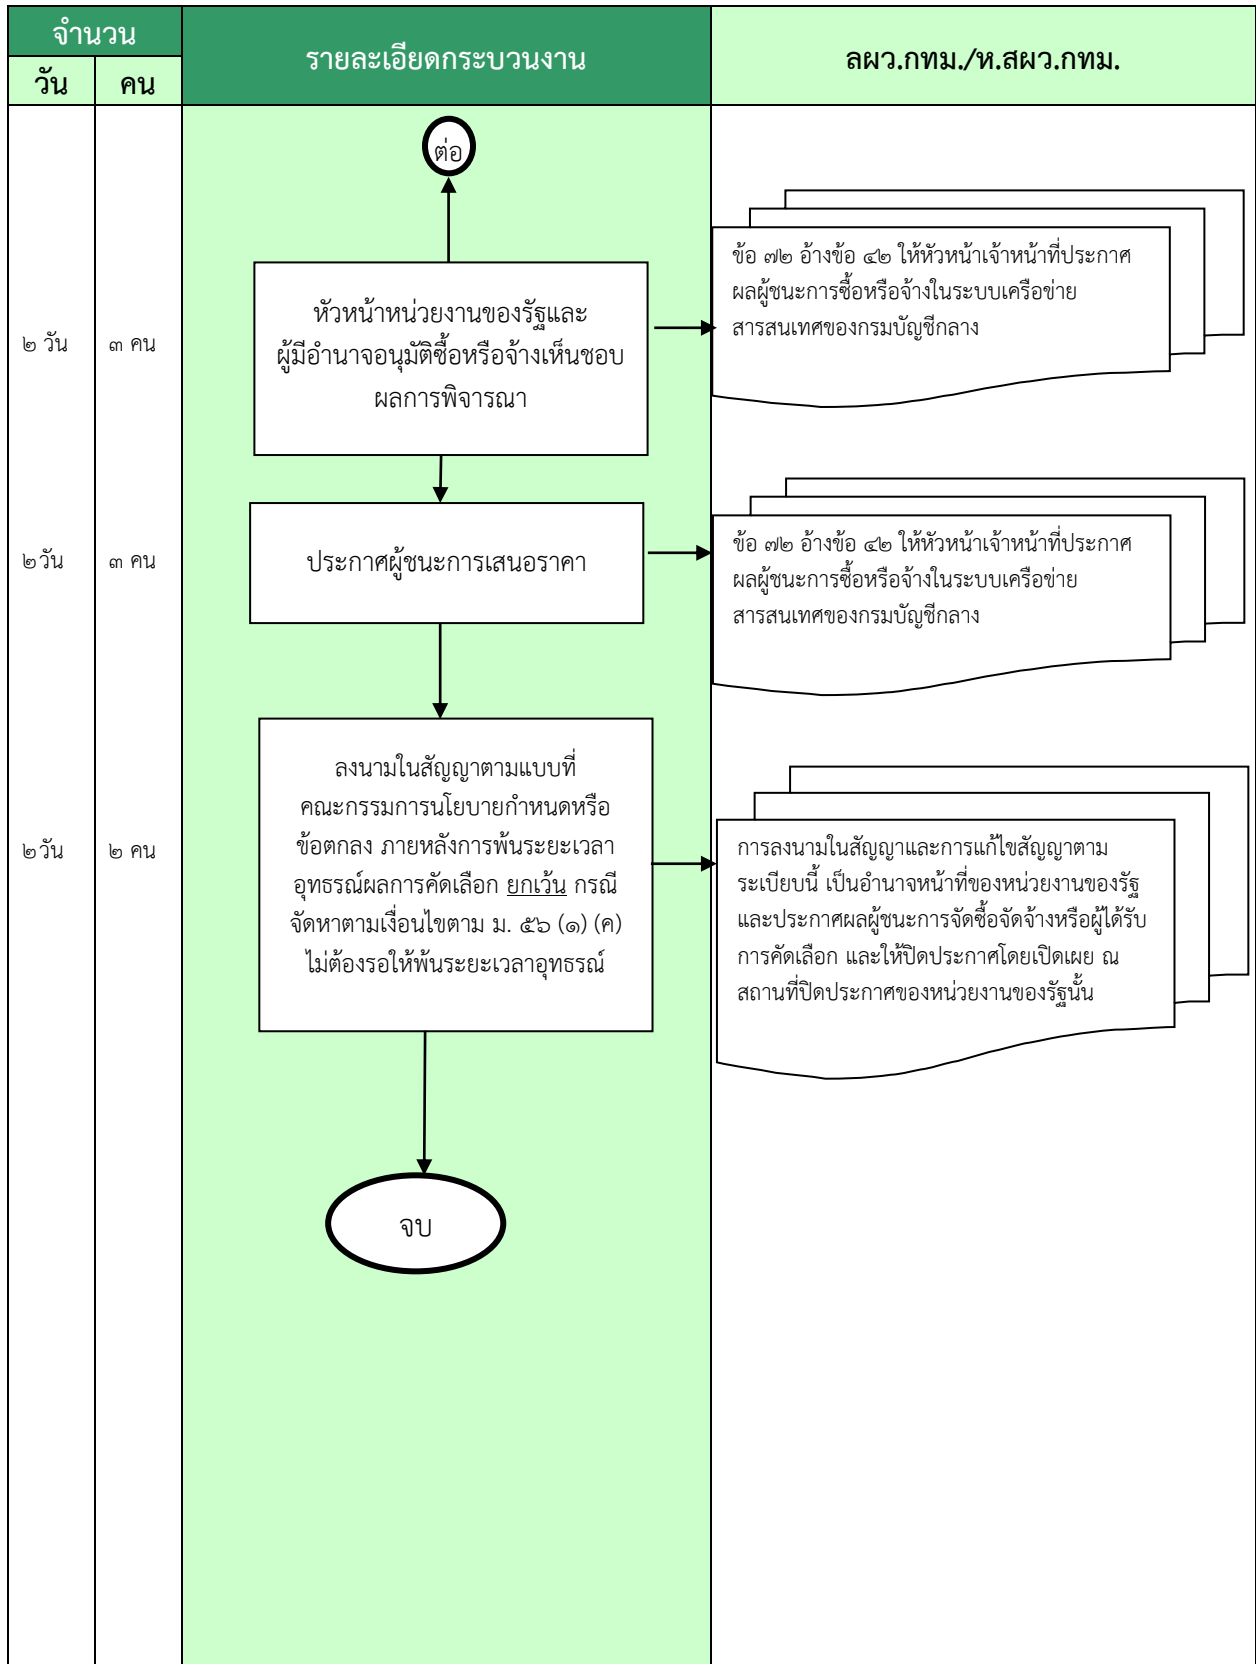 จำนวน
วัน
คน
รายละเอียดกระบวนงาน
ลผว.กทม./ห.สผว.กทม.
ต่อ
๒ วัน
๓ คน
หัวหน้าหน่วยงานของรัฐและ
ผู้มีอำนาจอนุมัติซื้อหรือจ้างเห็นชอบ
ผลการพิจารณา
ข้อ ๗๒ อ้างข้อ ๔๒ ให้หัวหน้าเจ้าหน้าที่ประกาศ
ผลผู้ชนะการซื้อหรือจ้างในระบบเครือข่าย
สารสนเทศของกรมบัญชีกลาง
๒วัน
๓ คน
ประกาศผู้ชนะการเสนอราคา
ข้อ ๗๒ อ้างข้อ ๔๒ ให้หัวหน้าเจ้าหน้าที่ประกาศ
ผลผู้ชนะการซื้อหรือจ้างในระบบเครือข่าย
สารสนเทศของกรมบัญชีกลาง
๒วัน
๒ คน
ลงนามในสัญญาตามแบบที่
คณะกรรมการนโยบายกำหนดหรือ
ข้อตกลง ภายหลังการพ้นระยะเวลา
อุทธรณ์ผลการคัดเลือก ยกเว้น กรณี
จัดหาตามเงื่อนไขตาม ม. ๕๖ (๑) (ค)
ไม่ต้องรอให้พ้นระยะเวลาอุทธรณ์
การลงนามในสัญญาและการแก้ไขสัญญาตาม
ระเบียบนี้ เป็นอำนาจหน้าที่ของหน่วยงานของรัฐ
และประกาศผลผู้ชนะการจัดซื้อจัดจ้างหรือผู้ได้รับ
การคัดเลือก และให้ปิดประกาศโดยเปิดเผย ณ
สถานที่ปิดประกาศของหน่วยงานของรัฐนั้น
จบ